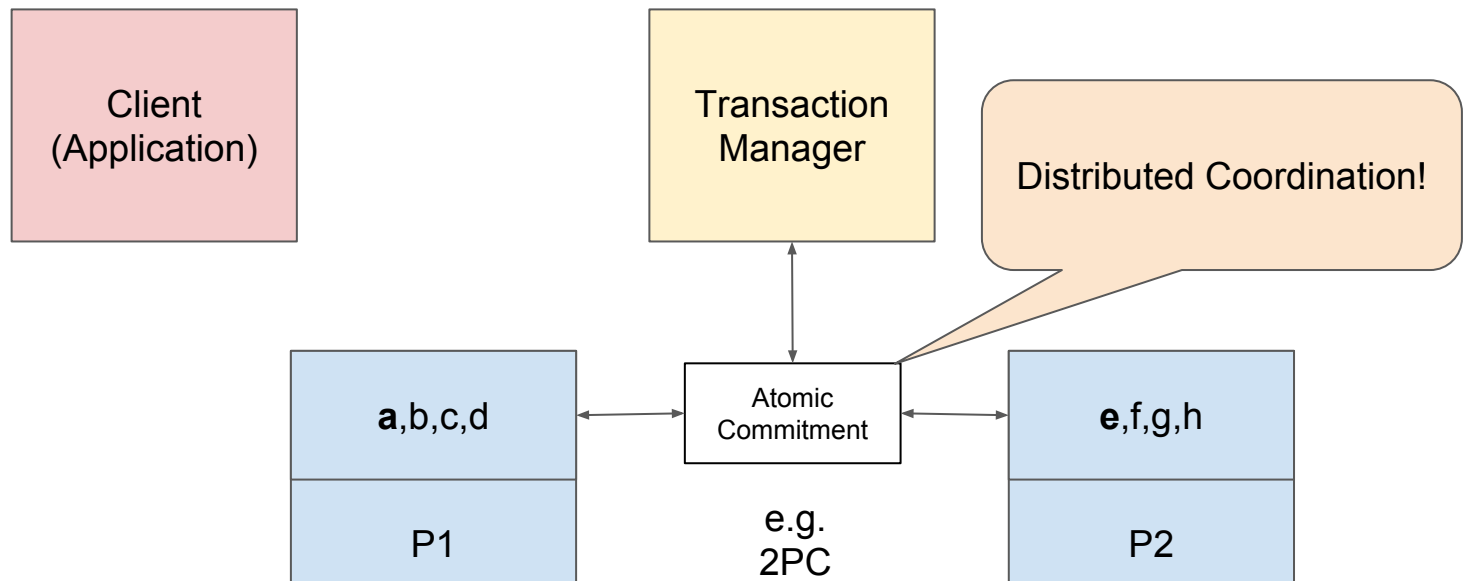 Client
(Application)
Transaction
Manager
Distributed Coordination!
a,b,c,d
Atomic
Commitment
e,f,g,h
P1
e.g.
2PC
P2